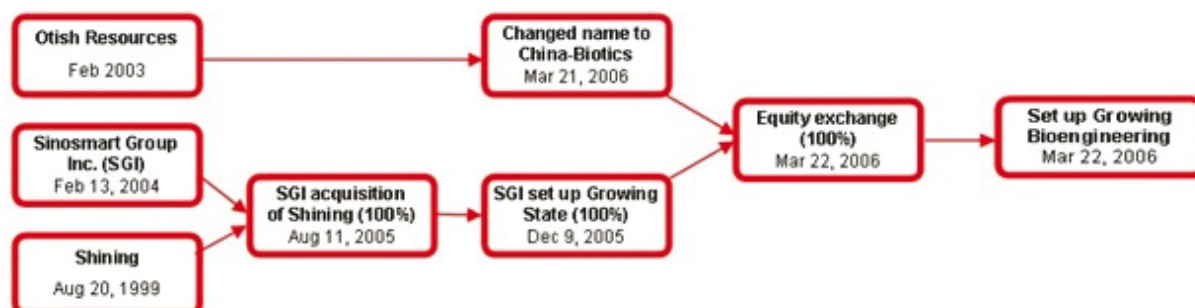 Otish Resources
Feb 2003
Changed name to
China-Biotics
Mar 21, 2006
Sinosmart Group
Inc. (SGI)
Feb 13, 2004
Shining
Aug 20, 1999
SGI acquisition
of Shining (100%)
Aug 11, 2005
SGI set up Growing
State (100%)
Dec 9, 2005
Equity exchange
(100%)
Mar 22, 2006
Set up Growing
Bioengineering
Mar 22, 2006